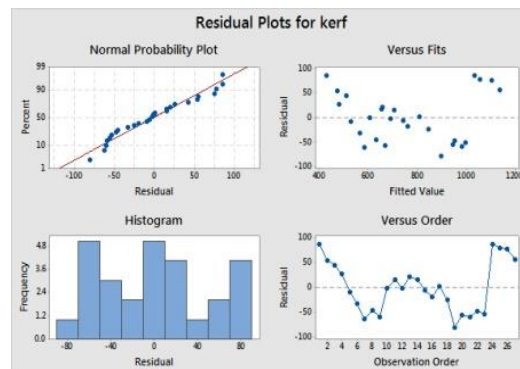 Residual Plots for kerf
Normal Probability Plot
99
90
50
10
1
Percent
-100 -50 0 50 100
Residual
Versus Fits
100
50
0
-50
-100
Residual
400 600 800 1000 1200
Fitted Value
Histogram
4.8
3.6
2.4
1.2
0.0
Frequency
-80 -40 0 40 80
Residual
Versus Order
100
50
0
-50
-100
Residual
2 4 6 8 10 12 14 16 18 20 22 24 26
Observation Order